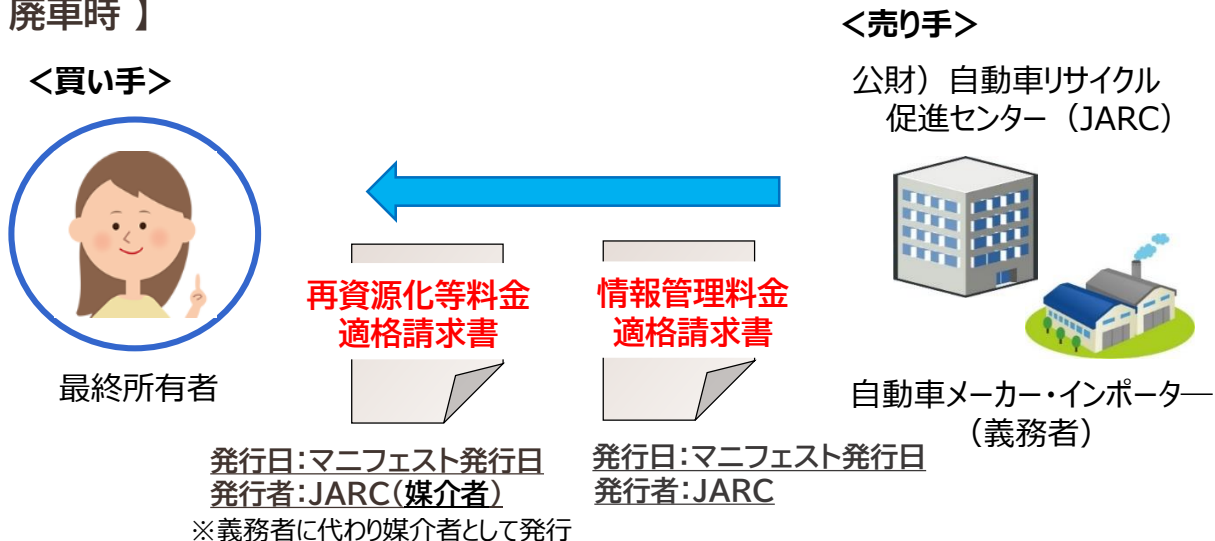 廃車時 】
＜売り手＞
＜買い手＞
公財）自動車リサイクル
促進センター（JARC）
再資源化等料金
適格請求書
情報管理料金
適格請求書
最終所有者
自動車メーカー・インポータ―
（義務者）
発行日：マニフェスト発行日
発行者：JARC（媒介者）
※義務者に代わり媒介者として発行
発行日：マニフェスト発行日
発行者：JARC